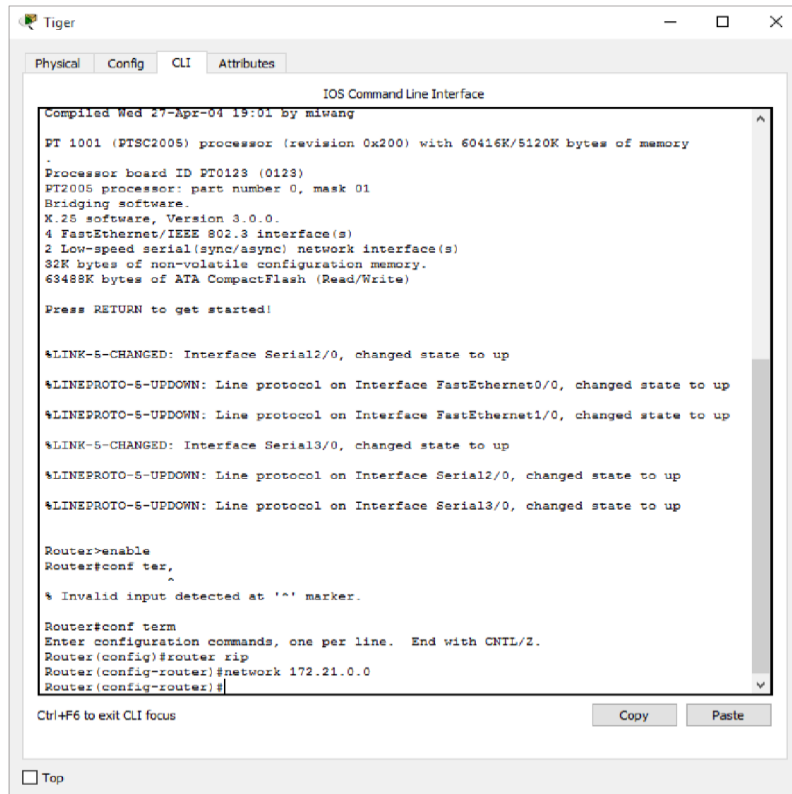 Tiger
Physical Config CLI Attributes
IOS Command Line Interface
Compiled Wed 27-Apr-04 19:01 by miwang
PT 1001 (PTSC2005) processor (revision 0x200) with 60416K/5120K bytes of memory
.
Processor board ID PT0123 (0123)
PT2005 processor: part number 0, mask 01
Bridging software.
X.25 software, Version 3.0.0.
4 FastEthernet/IEEE 802.3 interface(s)
2 Low-speed serial(sync/async) network interface(s)
32K bytes of non-volatile configuration memory.
63488K bytes of ATA CompactFlash (Read/Write)
Press RETURN to get started!
%LINK-5-CHANGED: Interface Serial2/0, changed state to up
%LINEPROTO-5-UPDOWN: Line protocol on Interface FastEthernet0/0, changed state to up
%LINEPROTO-5-UPDOWN: Line protocol on Interface FastEthernet1/0, changed state to up
%LINK-5-CHANGED: Interface Serial3/0, changed state to up
%LINEPROTO-5-UPDOWN: Line protocol on Interface Serial2/0, changed state to up
%LINEPROTO-5-UPDOWN: Line protocol on Interface Serial3/0, changed state to up
Router>enable
Router#conf ter,
^
% Invalid input detected at '^' marker.
Router#conf term
Enter configuration commands, one per line. End with CNTL/Z.
Router(config)#router rip
Router(config-router)#network 172.21.0.0
Router(config-router)#
Ctrl+F6 to exit CLI focus
Copy Paste
Top